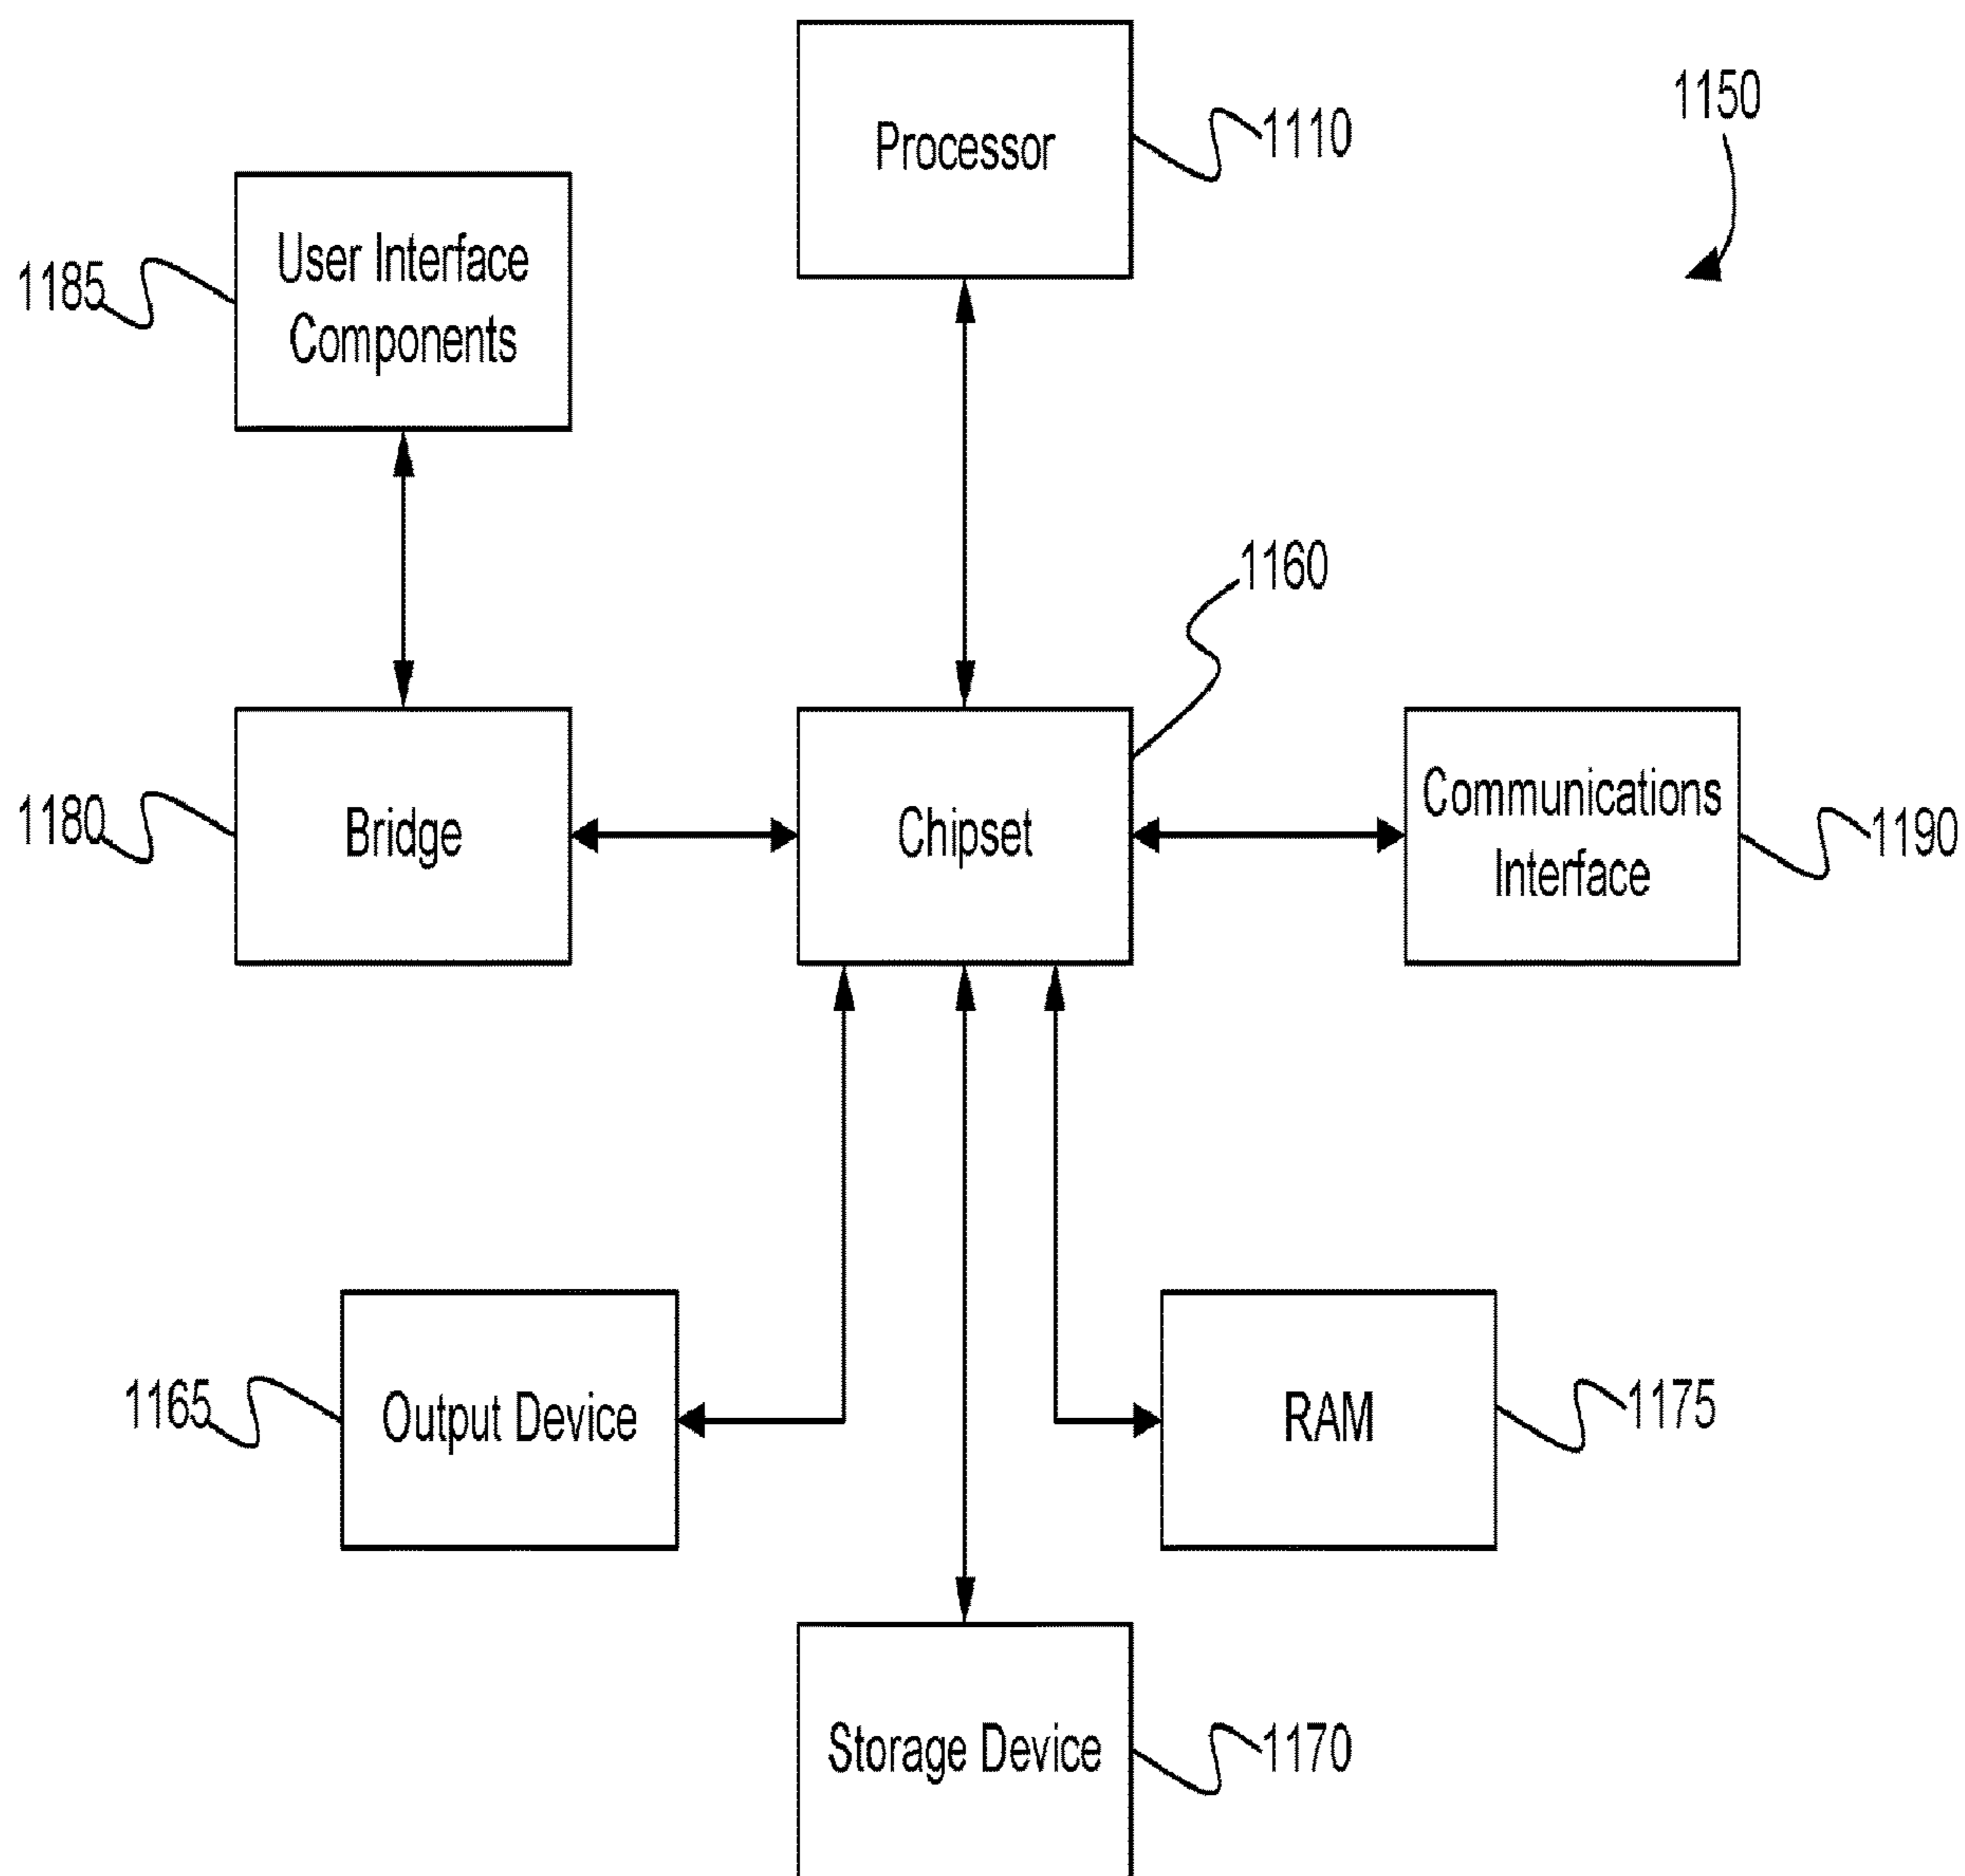 1150
Processor
1110
User Interface
Components
1185
1160
Bridge
1180
Chipset
Communications
Interface
1190
Output Device
1165
RAM
1175
Storage Device
1170